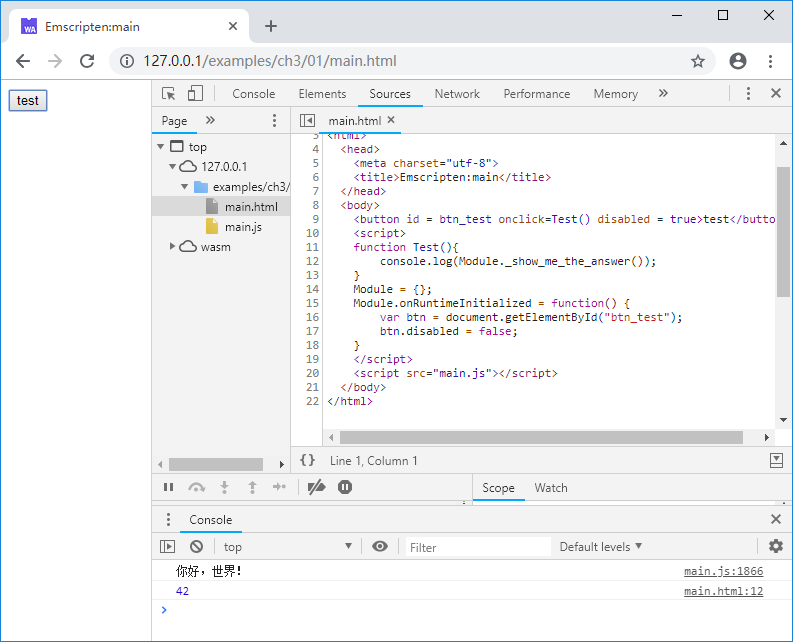 WA Emscripten:main
127.0.0.1/examples/ch3/01/main.html
test
Console Elements Sources Network Performance Memory
Page
main.html
top
127.0.0.1
examples/ch3/
main.html
main.js
wasm
3 <html>
4 <head>
5 <meta charset="utf-8">
6 <title>Emscripten:main</title>
7 </head>
8 <body>
9 <button id = btn_test onclick=Test() disabled = true>test</butto
10 <script>
11 function Test(){
12 console.log(Module._show_me_the_answer());
13 }
14 Module = {};
15 Module.onRuntimeInitialized = function() {
16 var btn = document.getElementById("btn_test");
17 btn.disabled = false;
18 }
19 </script>
20 <script src="main.js"></script>
21 </body>
22 </html>
{} Line 1, Column 1
Scope Watch
Console
top Filter Default levels
你好，世界！ main.js:1866
42 main.html:12